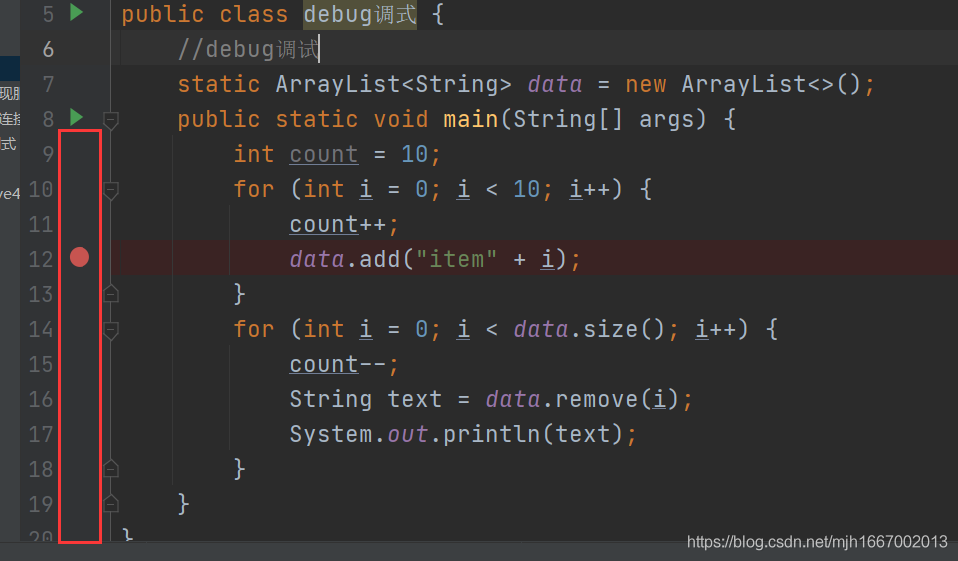 5 public class debug调式 {
6 //debug调试
7 static ArrayList<String> data = new ArrayList<>();
现服
连接
8 public static void main(String[] args) {
式
9 int count = 10;
ve4
10 for (int i = 0; i < 10; i++) {
11 count++;
12 data.add("item" + i);
13 }
14 for (int i = 0; i < data.size(); i++) {
15 count--;
16 String text = data.remove(i);
17 System.out.println(text);
18 }
19 }
20 }
https://blog.csdn.net/mjh1667002013